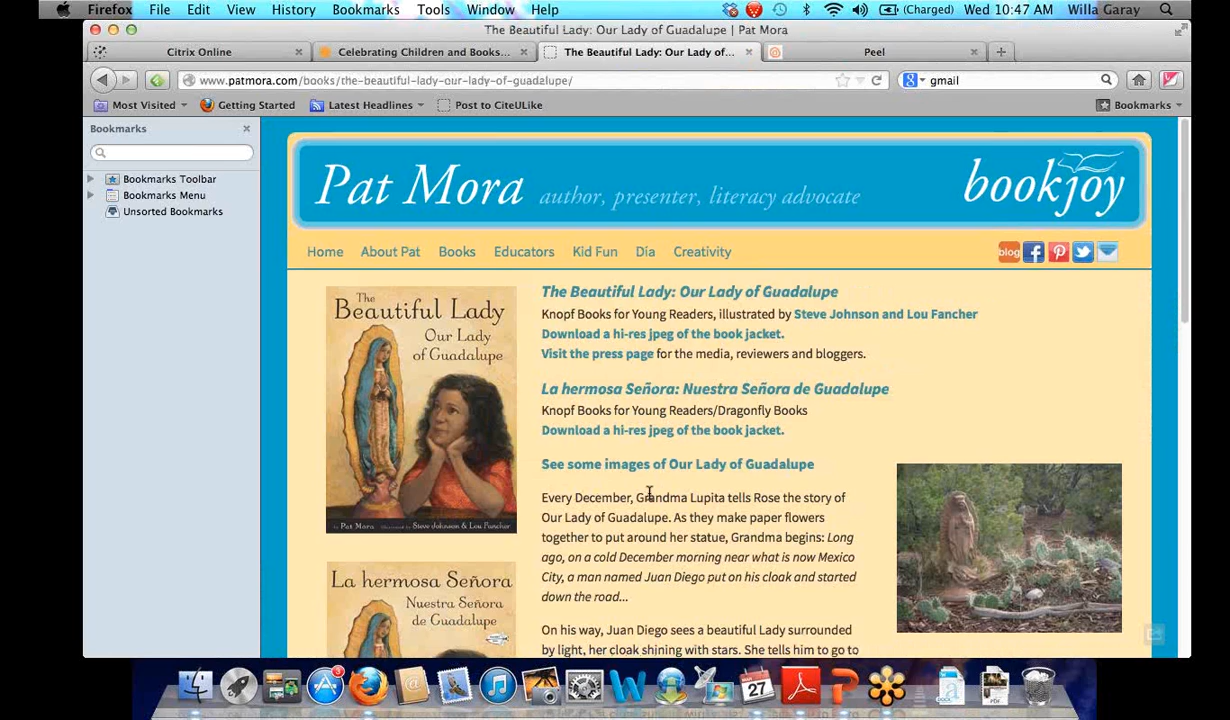 Firefox File Edit View History Bookmarks Tools Window Help (Charged) Wed 10:47 AM Willa Garay
The Beautiful Lady: Our Lady of Guadalupe | Pat Mora
Citrix Online Celebrating Children and Books... The Beautiful Lady: Our Lady of... Peel
www.patmora.com/books/the-beautiful-lady-our-lady-of-guadalupe/ gmail
Most Visited Getting Started Latest Headlines Post to CiteULike Bookmarks
Bookmarks
Bookmarks Toolbar
Bookmarks Menu
Unsorted Bookmarks
Pat Mora author, presenter, literacy advocate bookjoy
Home About Pat Books Educators Kid Fun Dia Creativity blog
The
Beautiful Lady
Our Lady
of Guadalupe
by Pat Mora Illustrated by Steve Johnson & Lou Fancher
La hermosa Señora
Nuestra Señora
de Guadalupe
The Beautiful Lady: Our Lady of Guadalupe
Knopf Books for Young Readers, illustrated by Steve Johnson and Lou Fancher
Download a hi-res jpeg of the book jacket.
Visit the press page for the media, reviewers and bloggers.
La hermosa Señora: Nuestra Señora de Guadalupe
Knopf Books for Young Readers/Dragonfly Books
Download a hi-res jpeg of the book jacket.
See some images of Our Lady of Guadalupe
Every December, Grandma Lupita tells Rose the story of
Our Lady of Guadalupe. As they make paper flowers
together to put around her statue, Grandma begins: Long
ago, on a cold December morning near what is now Mexico
City, a man named Juan Diego put on his cloak and started
down the road...
On his way, Juan Diego sees a beautiful Lady surrounded
by light, her cloak shining with stars. She tells him to go to
3
27